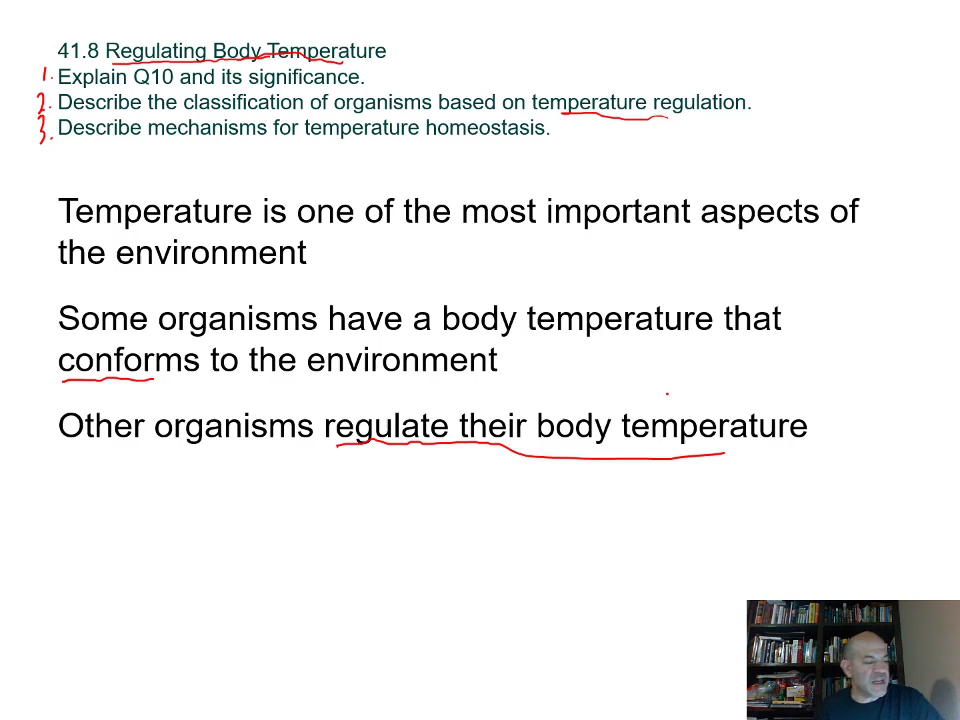 41.8 Regulating Body Temperature
1. Explain Q10 and its significance.
2. Describe the classification of organisms based on temperature regulation.
3. Describe mechanisms for temperature homeostasis.
Temperature is one of the most important aspects of
the environment
Some organisms have a body temperature that
conforms to the environment
Other organisms regulate their body temperature